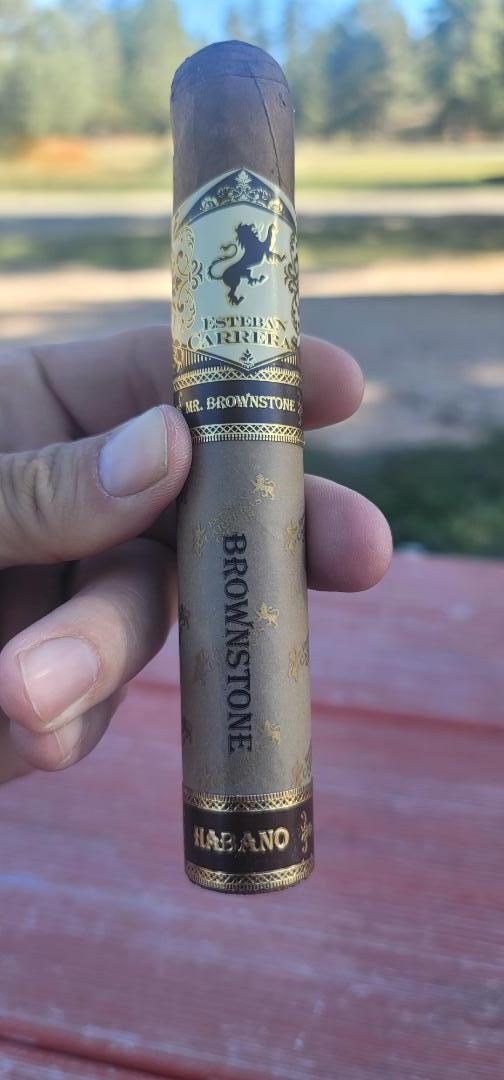 ESTEBAN
CARRERAS
MR. BROWNSTONE
BROWNSTONE
HABANO